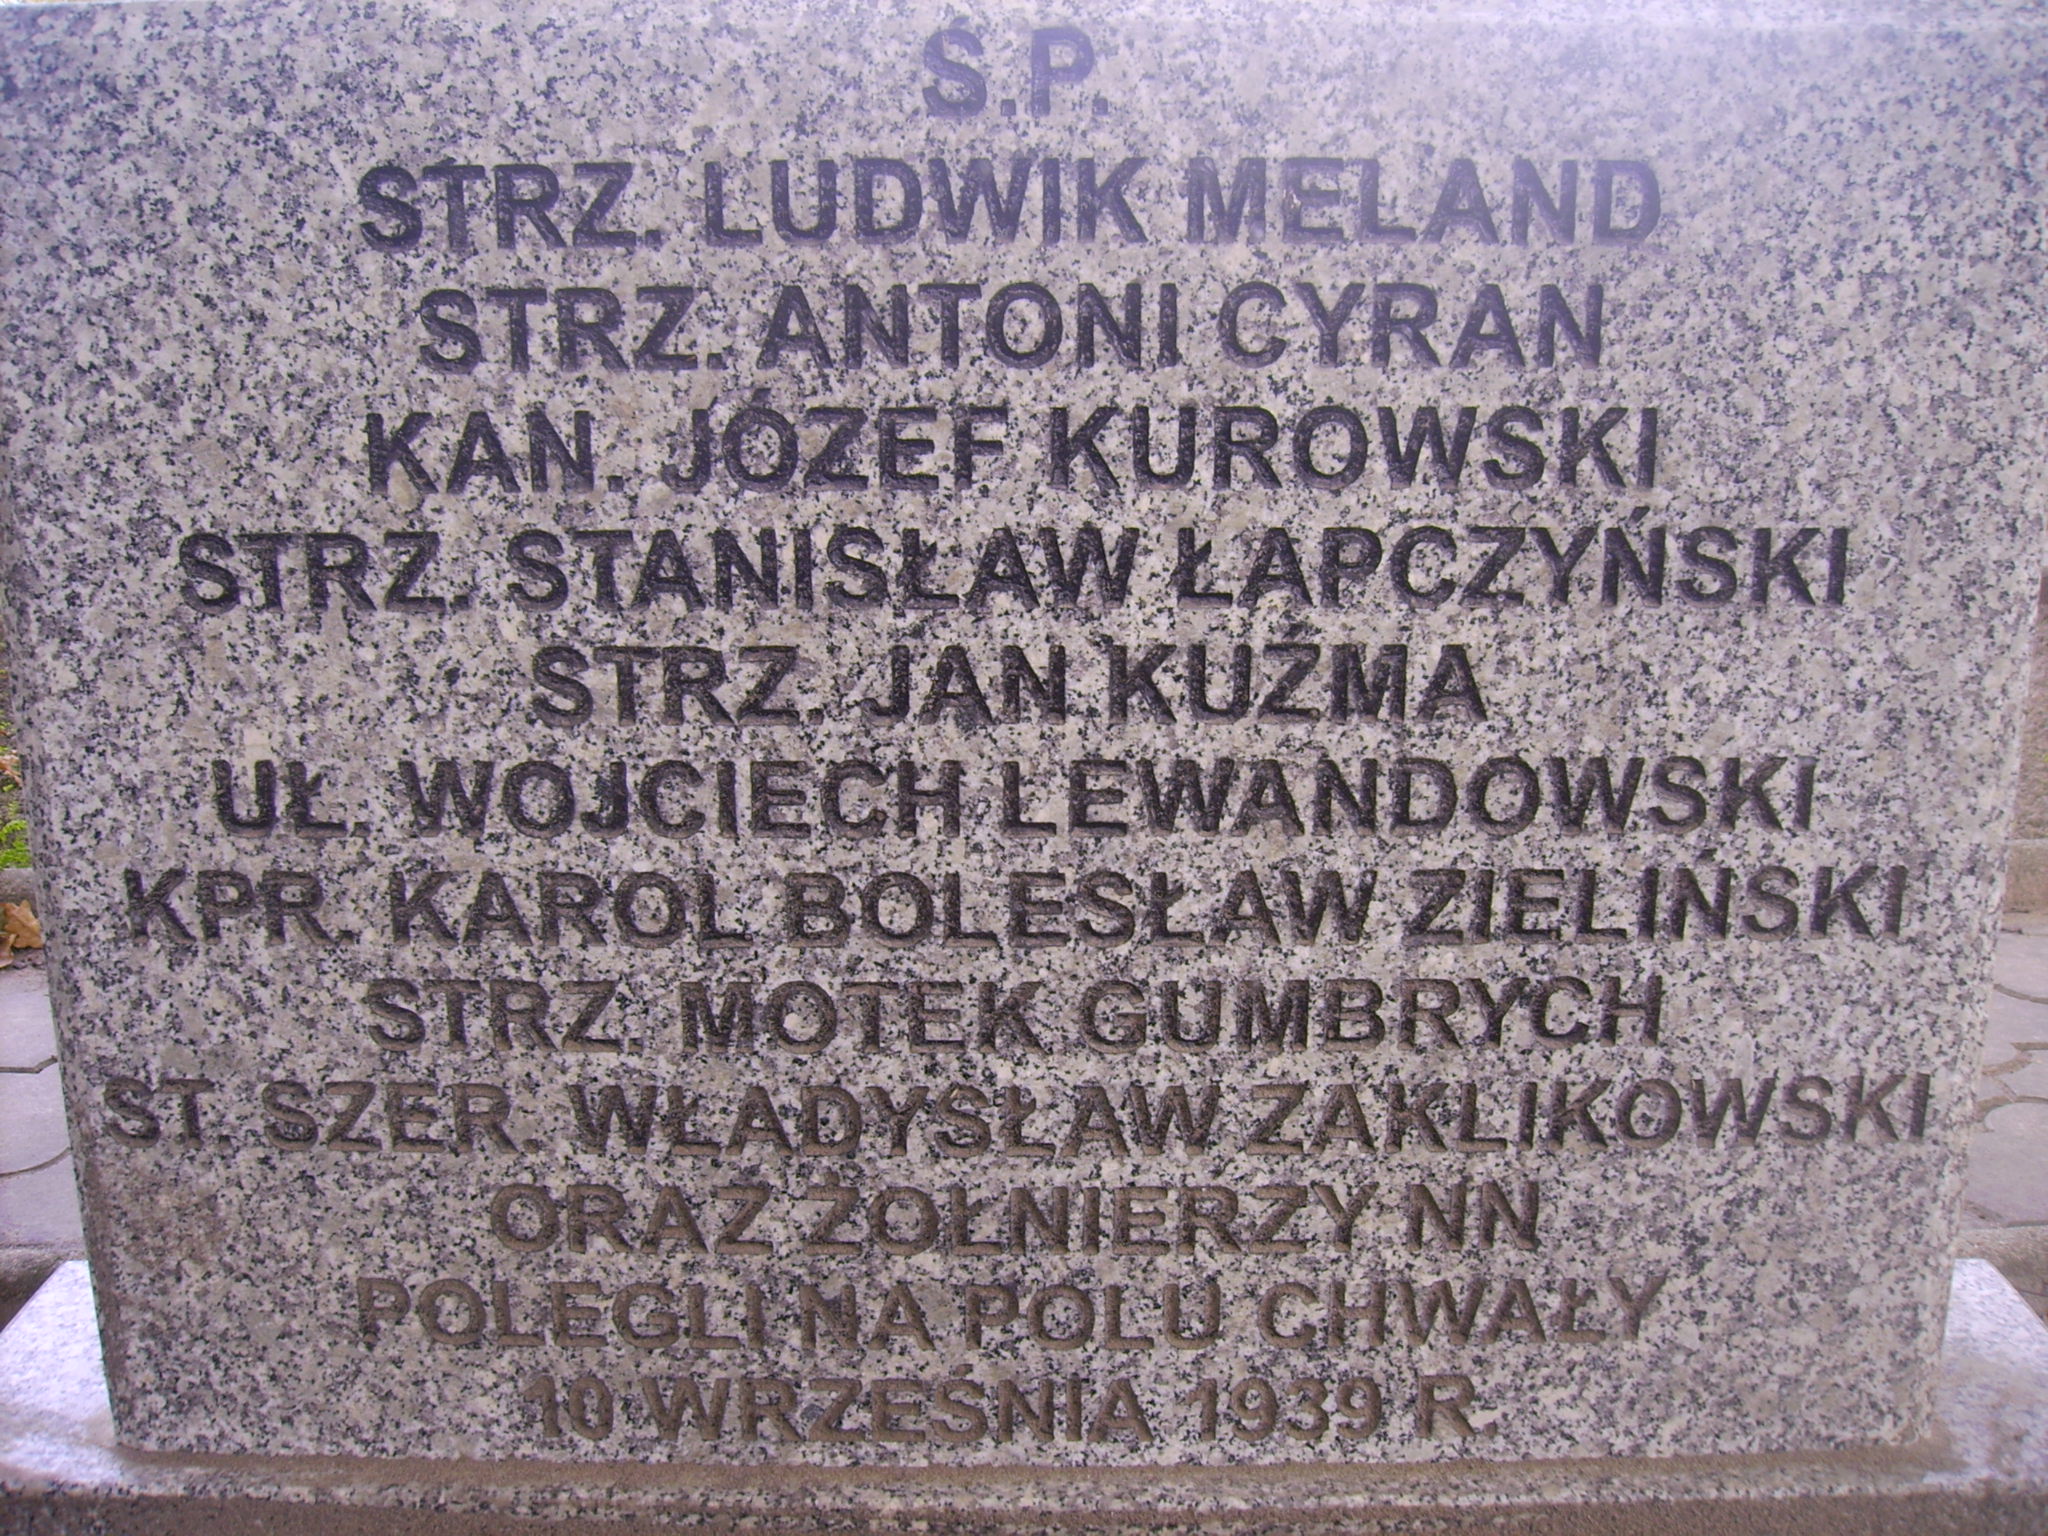 Ś.P.
STRZ. LUDWIK MELAND
STRZ. ANTONI CYRAN
KAN. JÓZEF KUROWSKI
STRZ. STANISŁAW ŁAPCZYŃSKI
STRZ. JAN KUŹMA
UŁ. WOJCIECH LEWANDOWSKI
KPR. KAROL BOLESŁAW ZIELIŃSKI
STRZ. MOTEK GUMBRYCH
ST. SZER. WŁADYSŁAW ZAKLIKOWSKI
ORAZ ŻOŁNIERZY NN
POLEGLI NA POLU CHWAŁY
10 WRZEŚNIA 1939 R.